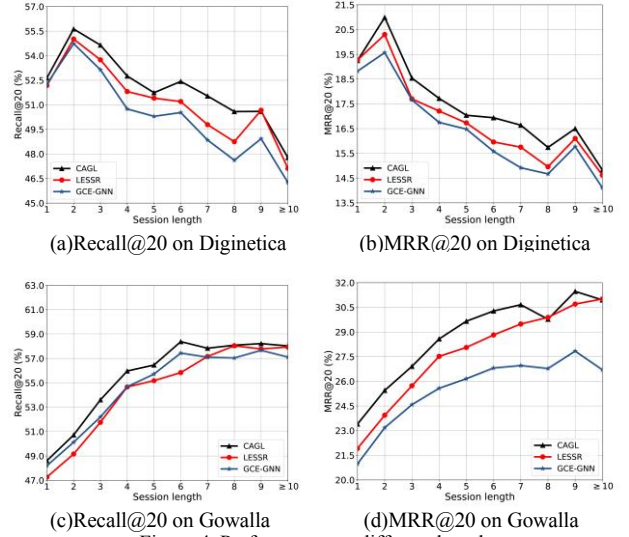 57.0
55.5
54.0
52.5
51.0
49.5
48.0
46.5
45.0
Recall@20 (%)
CAGL
LESSR
GCE-GNN
1 2 3 4 5 6 7 8 9 ≥10
Session length
(a)Recall@20 on Diginetica
21.5
20.5
19.5
18.5
17.5
16.5
15.5
14.5
13.5
MRR@20 (%)
CAGL
LESSR
GCE-GNN
1 2 3 4 5 6 7 8 9 ≥10
Session length
(b)MRR@20 on Diginetica
63.0
61.0
59.0
57.0
55.0
53.0
51.0
49.0
47.0
Recall@20 (%)
CAGL
LESSR
GCE-GNN
1 2 3 4 5 6 7 8 9 ≥10
Session length
(c)Recall@20 on Gowalla
32.0
30.5
29.0
27.5
26.0
24.5
23.0
21.5
20.0
MRR@20 (%)
CAGL
LESSR
GCE-GNN
1 2 3 4 5 6 7 8 9 ≥10
Session length
(d)MRR@20 on Gowalla